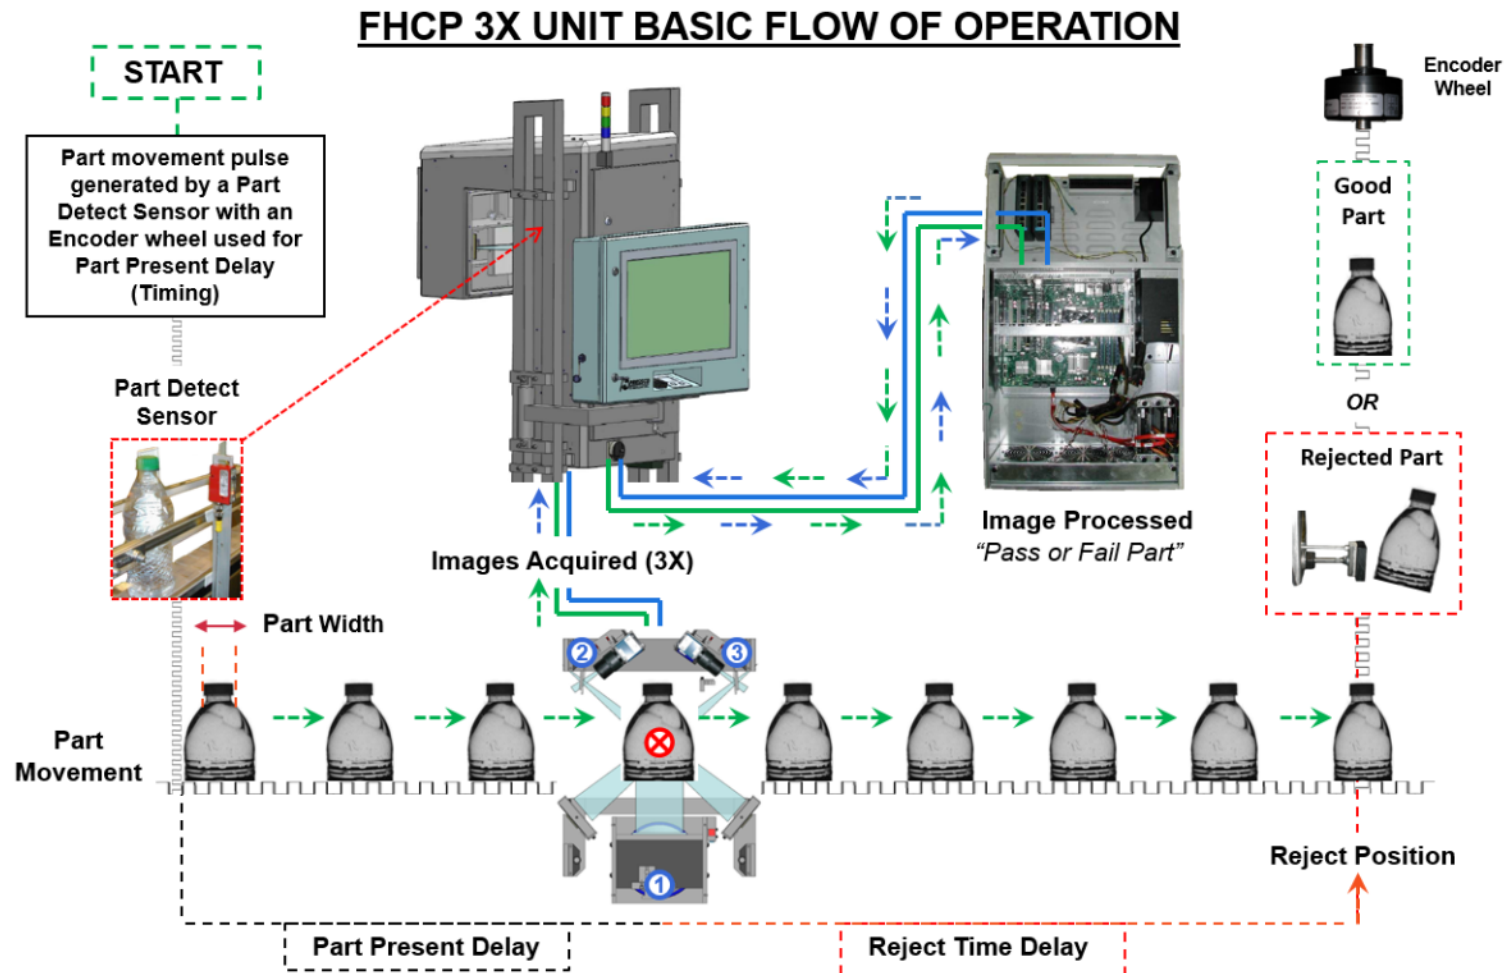 FHCP 3X UNIT BASIC FLOW OF OPERATION
START
Part movement pulse
generated by a Part
Detect Sensor with an
Encoder wheel used for
Part Present Delay
(Timing)
Part Detect
Sensor
Encoder
Wheel
Good
Part
OR
Rejected Part
Image Processed
“Pass or Fail Part”
Images Acquired (3X)
Part Width
2
3
Part
Movement
1
Reject Position
Part Present Delay
Reject Time Delay